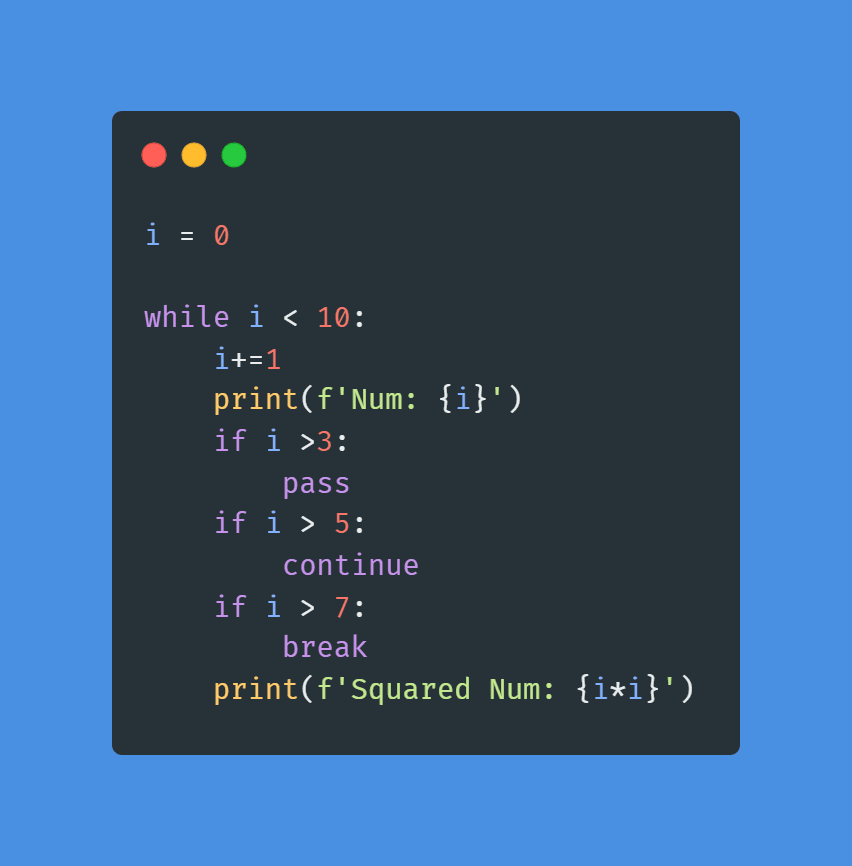 i = 0

while i < 10:
    i+=1
    print(f'Num: {i}')
    if i >3:
        pass
    if i > 5:
        continue
    if i > 7:
        break
    print(f'Squared Num: {i*i}')